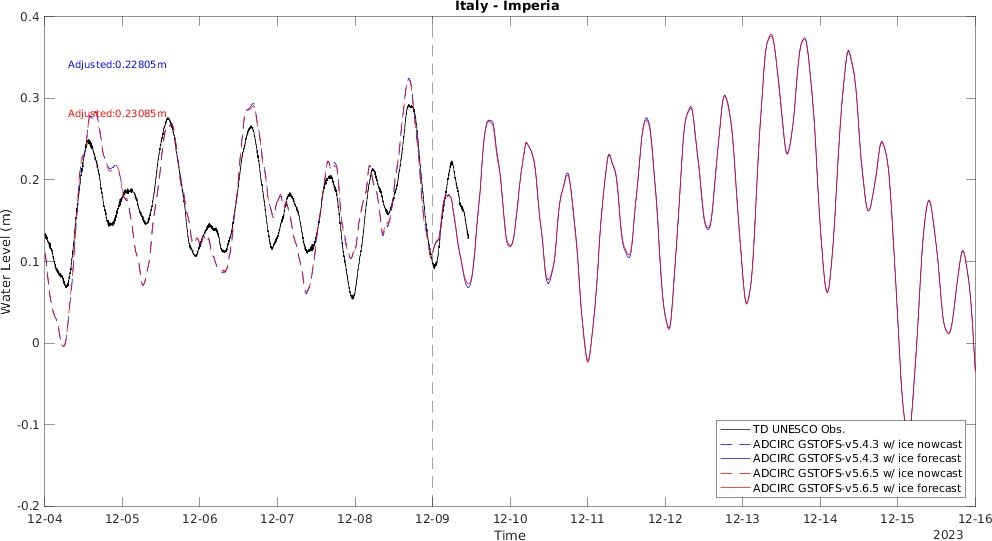 Italy - Imperia
0.4
0.3
0.2
0.1
0
-0.1
-0.2
Water Level (m)
Adjusted:0.22805m
Adjusted:0.23085m
TD UNESCO Obs.
ADCIRC GSTOFS-v5.4.3 w/ ice nowcast
ADCIRC GSTOFS-v5.4.3 w/ ice forecast
ADCIRC GSTOFS-v5.6.5 w/ ice nowcast
ADCIRC GSTOFS-v5.6.5 w/ ice forecast
12-04 12-05 12-06 12-07 12-08 12-09 12-10 12-11 12-12 12-13 12-14 12-15 12-16
Time
2023